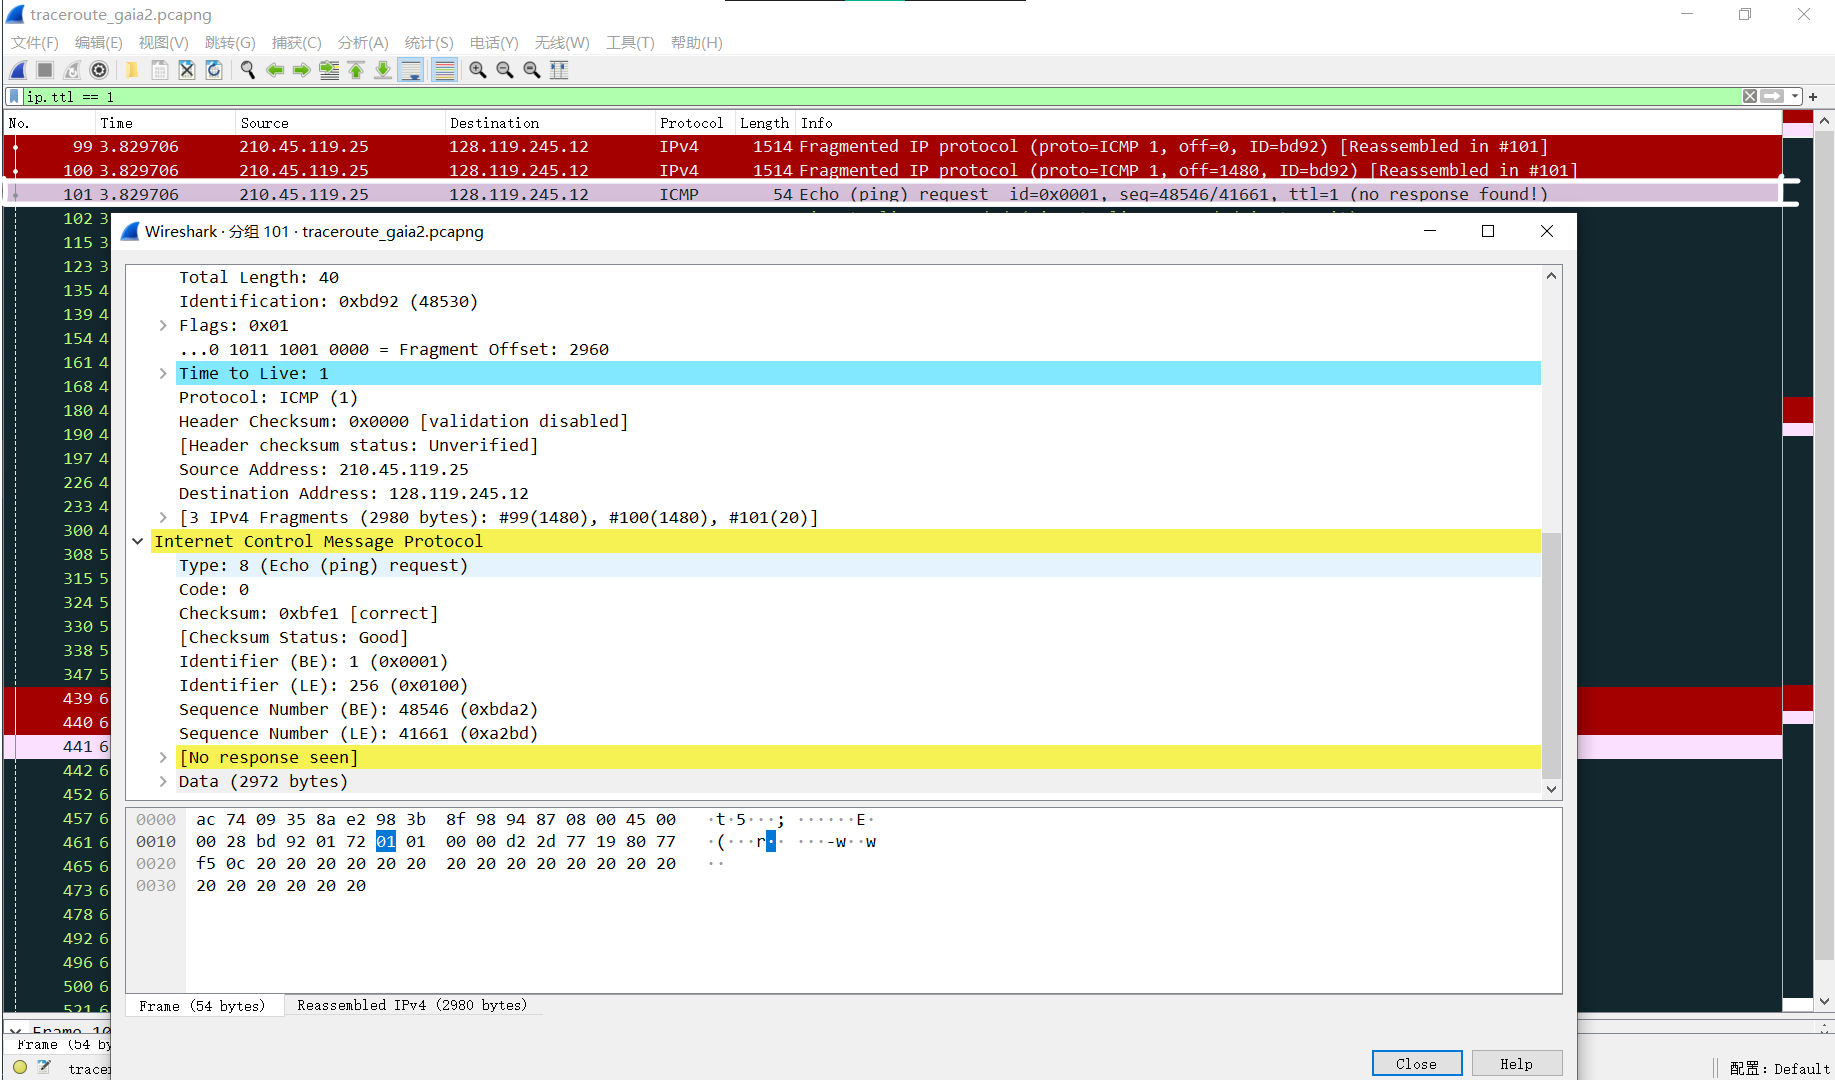 traceroute_gaia2.pcapng
文件(F) 编辑(E) 视图(V) 跳转(G) 捕获(C) 分析(A) 统计(S) 电话(Y) 无线(W) 工具(T) 帮助(H)
ip.ttl == 1
No. Time Source Destination Protocol Length Info
99 3.829706 210.45.119.25 128.119.245.12 IPv4 1514 Fragmented IP protocol (proto=ICMP 1, off=0, ID=bd92) [Reassembled in #101]
100 3.829706 210.45.119.25 128.119.245.12 IPv4 1514 Fragmented IP protocol (proto=ICMP 1, off=1480, ID=bd92) [Reassembled in #101]
101 3.829706 210.45.119.25 128.119.245.12 ICMP 54 Echo (ping) request id=0x0001, seq=48546/41661, ttl=1 (no response found!)
102 3
115 3
123 3
135 4
139 4
154 4
161 4
168 4
180 4
190 4
197 4
226 4
233 4
300 4
308 5
315 5
324 5
330 5
338 5
347 5
439 6
440 6
441 6
442 6
452 6
457 6
461 6
465 6
473 6
478 6
492 6
496 6
500 6
521 6
Wireshark · 分组 101 · traceroute_gaia2.pcapng
Total Length: 40
Identification: 0xbd92 (48530)
Flags: 0x01
...0 1011 1001 0000 = Fragment Offset: 2960
Time to Live: 1
Protocol: ICMP (1)
Header Checksum: 0x0000 [validation disabled]
[Header checksum status: Unverified]
Source Address: 210.45.119.25
Destination Address: 128.119.245.12
[3 IPv4 Fragments (2980 bytes): #99(1480), #100(1480), #101(20)]
Internet Control Message Protocol
Type: 8 (Echo (ping) request)
Code: 0
Checksum: 0xbfe1 [correct]
[Checksum Status: Good]
Identifier (BE): 1 (0x0001)
Identifier (LE): 256 (0x0100)
Sequence Number (BE): 48546 (0xbda2)
Sequence Number (LE): 41661 (0xa2bd)
[No response seen]
Data (2972 bytes)
0000 ac 74 09 35 8a e2 98 3b 8f 98 94 87 08 00 45 00 ·t·5···; ······E·
0010 00 28 bd 92 01 72 01 01 00 00 d2 2d 77 19 80 77 ·(···r·· ···-w··w
0020 f5 0c 20 20 20 20 20 20 20 20 20 20 20 20 20 20 ··
0030 20 20 20 20 20 20
Frame (54 bytes) Reassembled IPv4 (2980 bytes)
Close Help
Frame 10
Frame (54 by
tracer
配置: Default